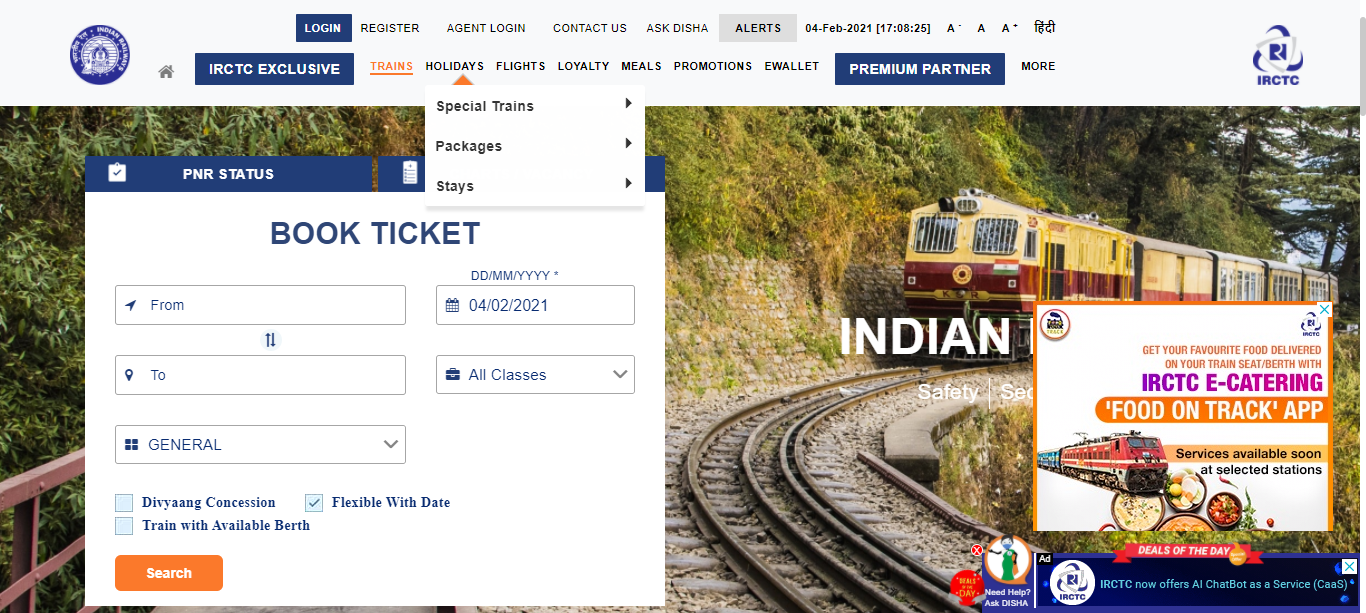 LOGIN REGISTER AGENT LOGIN CONTACT US ASK DISHA ALERTS 04-Feb-2021 [17:08:25] A - A A + हिंदी
IRCTC EXCLUSIVE TRAINS HOLIDAYS FLIGHTS LOYALTY MEALS PROMOTIONS EWALLET PREMIUM PARTNER MORE
IRCTC
Special Trains
Packages
Stays
PNR STATUS
BOOK TICKET
DD/MM/YYYY *
From
04/02/2021
To
All Classes
GENERAL
Divyaang Concession
Flexible With Date
Train with Available Berth
Search
INDIAN
Safety
IRCTC
GET YOUR FAVOURITE FOOD DELIVERED
ON YOUR TRAIN SEAT/BERTH WITH
IRCTC E-CATERING
'FOOD ON TRACK' APP
Services available soon
at selected stations
DEALS OF THE DAY
Need Help?
Ask DISHA
Ad
DEALS OF THE DAY
IRCTC
IRCTC now offers AI ChatBot as a Service (CaaS)